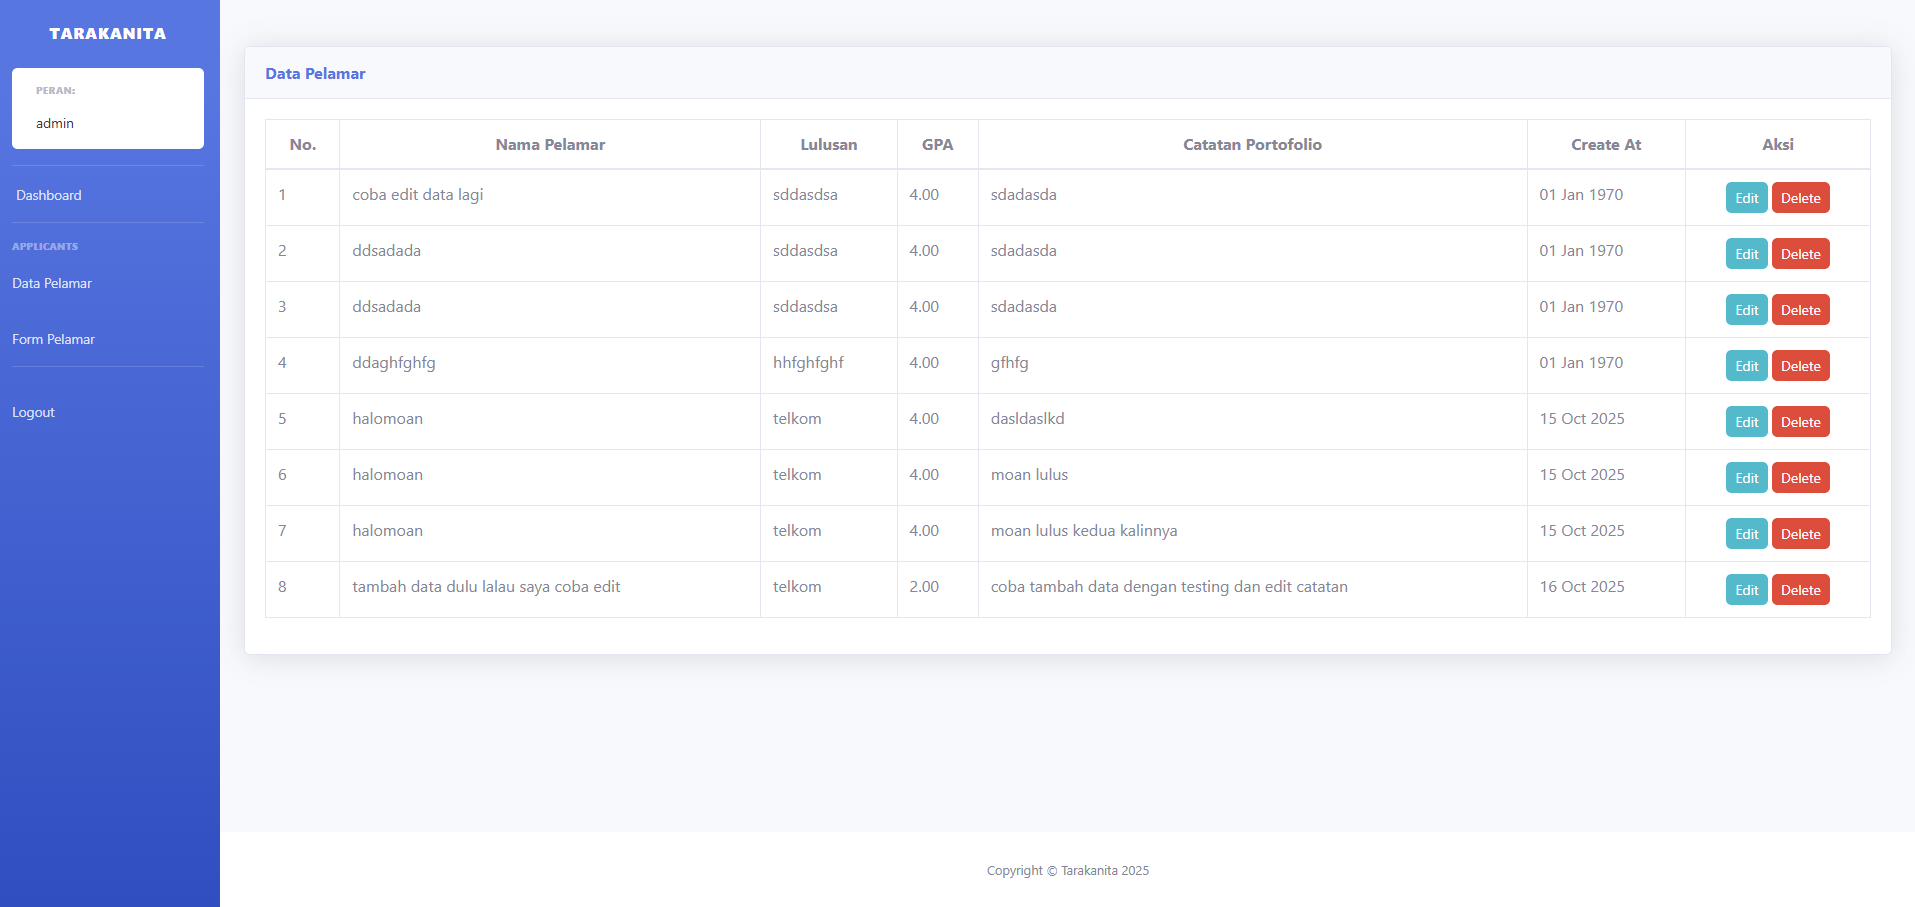 TARAKANITA
PERAN:
admin
Dashboard
APPLICANTS
Data Pelamar
Form Pelamar
Logout
Data Pelamar
No. Nama Pelamar Lulusan GPA Catatan Portofolio Create At Aksi
1 coba edit data lagi sddasdsa 4.00 sdadasda 01 Jan 1970 Edit Delete
2 ddsadada sddasdsa 4.00 sdadasda 01 Jan 1970 Edit Delete
3 ddsadada sddasdsa 4.00 sdadasda 01 Jan 1970 Edit Delete
4 ddaghfghfg hhfghfghf 4.00 gfhfg 01 Jan 1970 Edit Delete
5 halomoan telkom 4.00 dasldaslkd 15 Oct 2025 Edit Delete
6 halomoan telkom 4.00 moan lulus 15 Oct 2025 Edit Delete
7 halomoan telkom 4.00 moan lulus kedua kalinnya 15 Oct 2025 Edit Delete
8 tambah data dulu lalau saya coba edit telkom 2.00 coba tambah data dengan testing dan edit catatan 16 Oct 2025 Edit Delete
Copyright © Tarakanita 2025